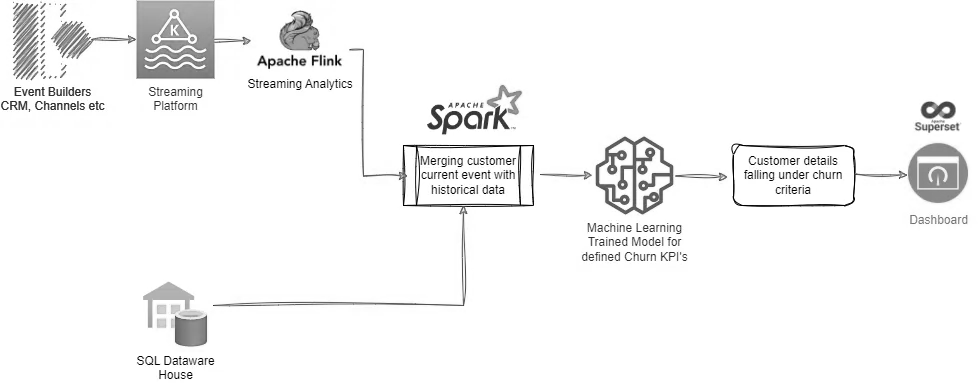 Event Builders
CRM, Channels etc
K
Streaming
Platform
Apache Flink
Streaming Analytics
APACHE
Spark™
Merging customer
current event with
historical data
Machine Learning
Trained Model for
defined Churn KPI's
Customer details
falling under churn
criteria
Apache
Superset
Dashboard
SQL Dataware
House